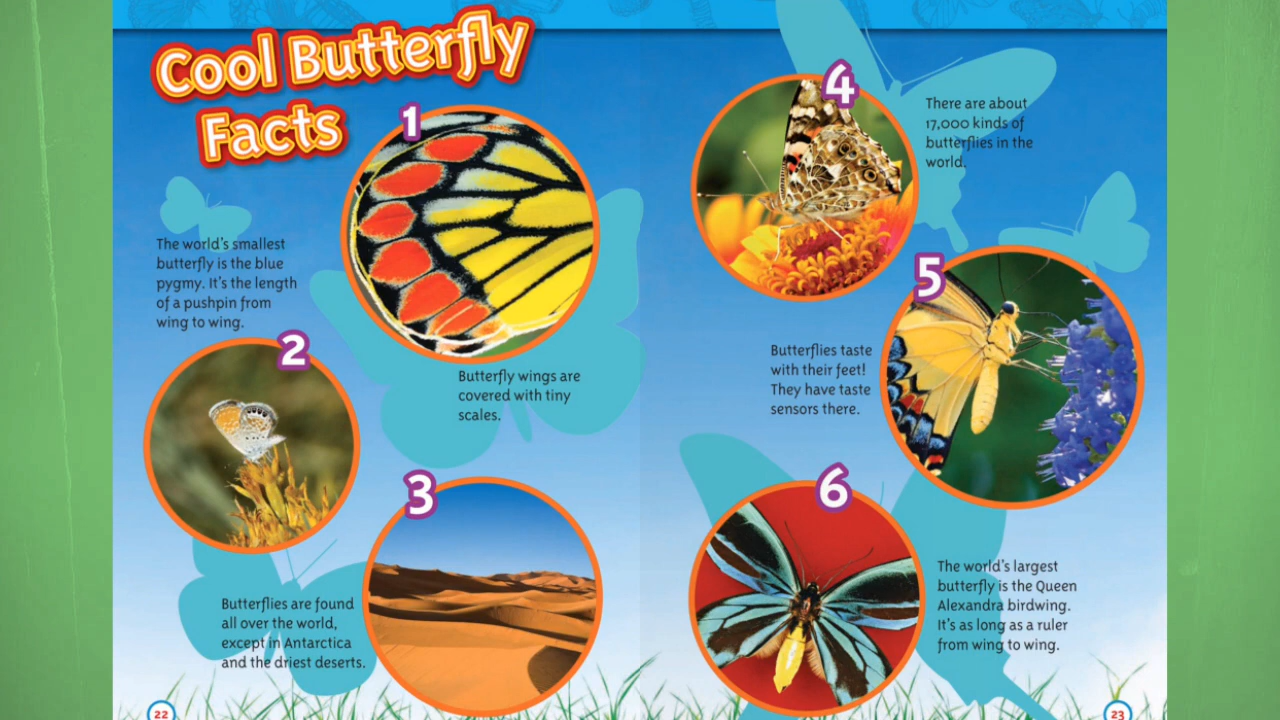 Cool Butterfly
Facts
1
Butterfly wings are
covered with tiny
scales.
The world's smallest
butterfly is the blue
pygmy. It's the length
of a pushpin from
wing to wing.
2
3
Butterflies are found
all over the world,
except in Antarctica
and the driest deserts.
22
4
There are about
17,000 kinds of
butterflies in the
world.
5
Butterflies taste
with their feet!
They have taste
sensors there.
6
The world's largest
butterfly is the Queen
Alexandra birdwing.
It's as long as a ruler
from wing to wing.
23